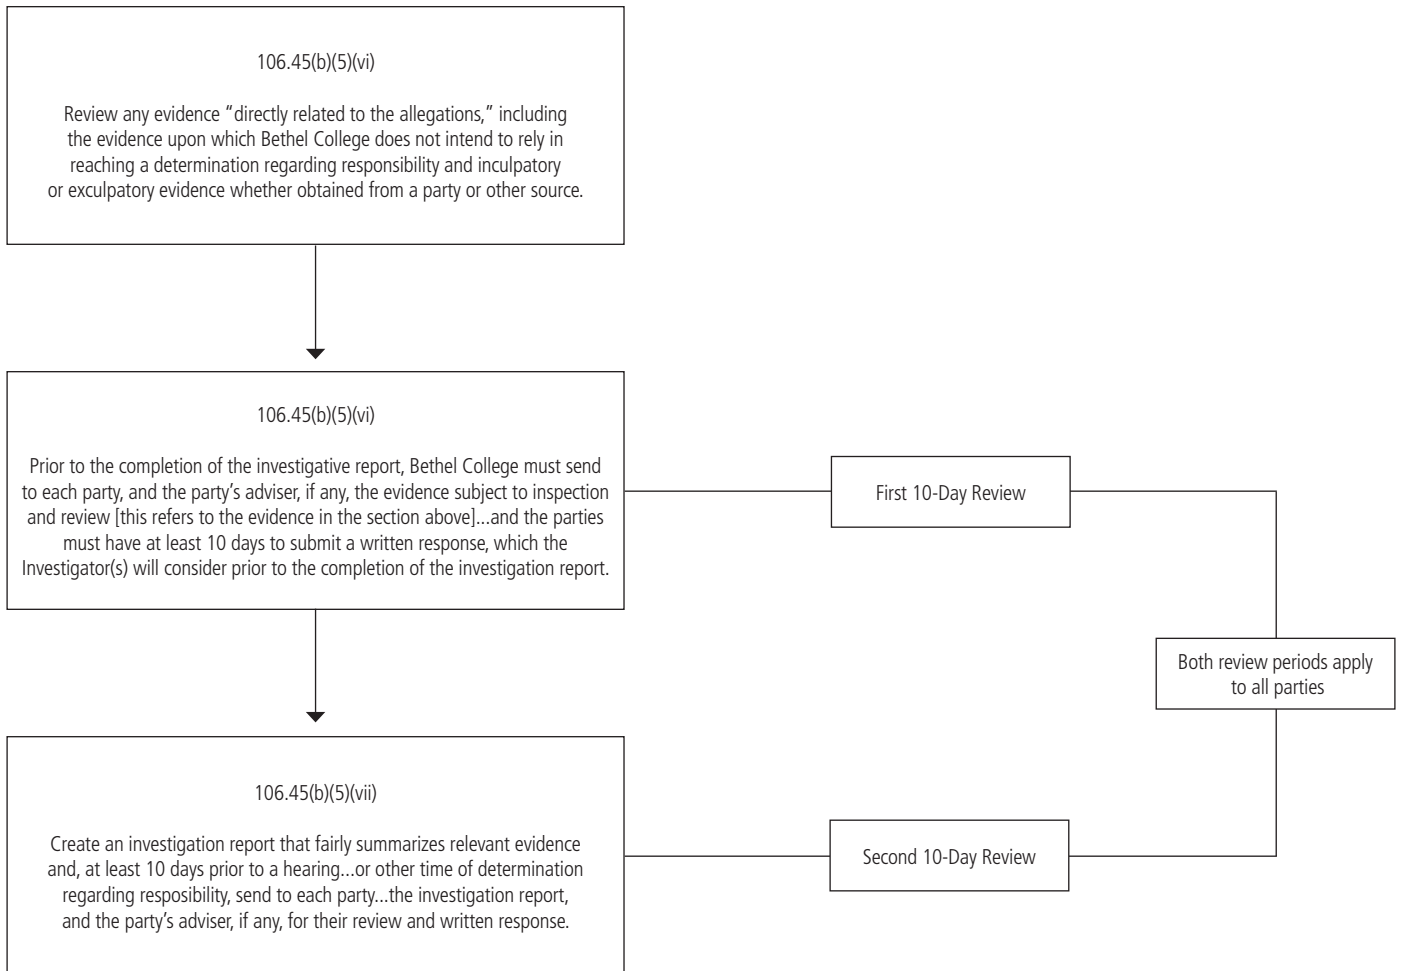 106.45(b)(5)(vi)
Review any evidence “directly related to the allegations,” including
the evidence upon which Bethel College does not intend to rely in
reaching a determination regarding responsibility and inculpatory
or exculpatory evidence whether obtained from a party or other source.
106.45(b)(5)(vi)
Prior to the completion of the investigative report, Bethel College must send
to each party, and the party’s adviser, if any, the evidence subject to inspection
and review [this refers to the evidence in the section above]...and the parties
must have at least 10 days to submit a written response, which the
Investigator(s) will consider prior to the completion of the investigation report.
First 10-Day Review
Both review periods apply
to all parties
106.45(b)(5)(vii)
Create an investigation report that fairly summarizes relevant evidence
and, at least 10 days prior to a hearing...or other time of determination
regarding resposibility, send to each party...the investigation report,
and the party’s adviser, if any, for their review and written response.
Second 10-Day Review